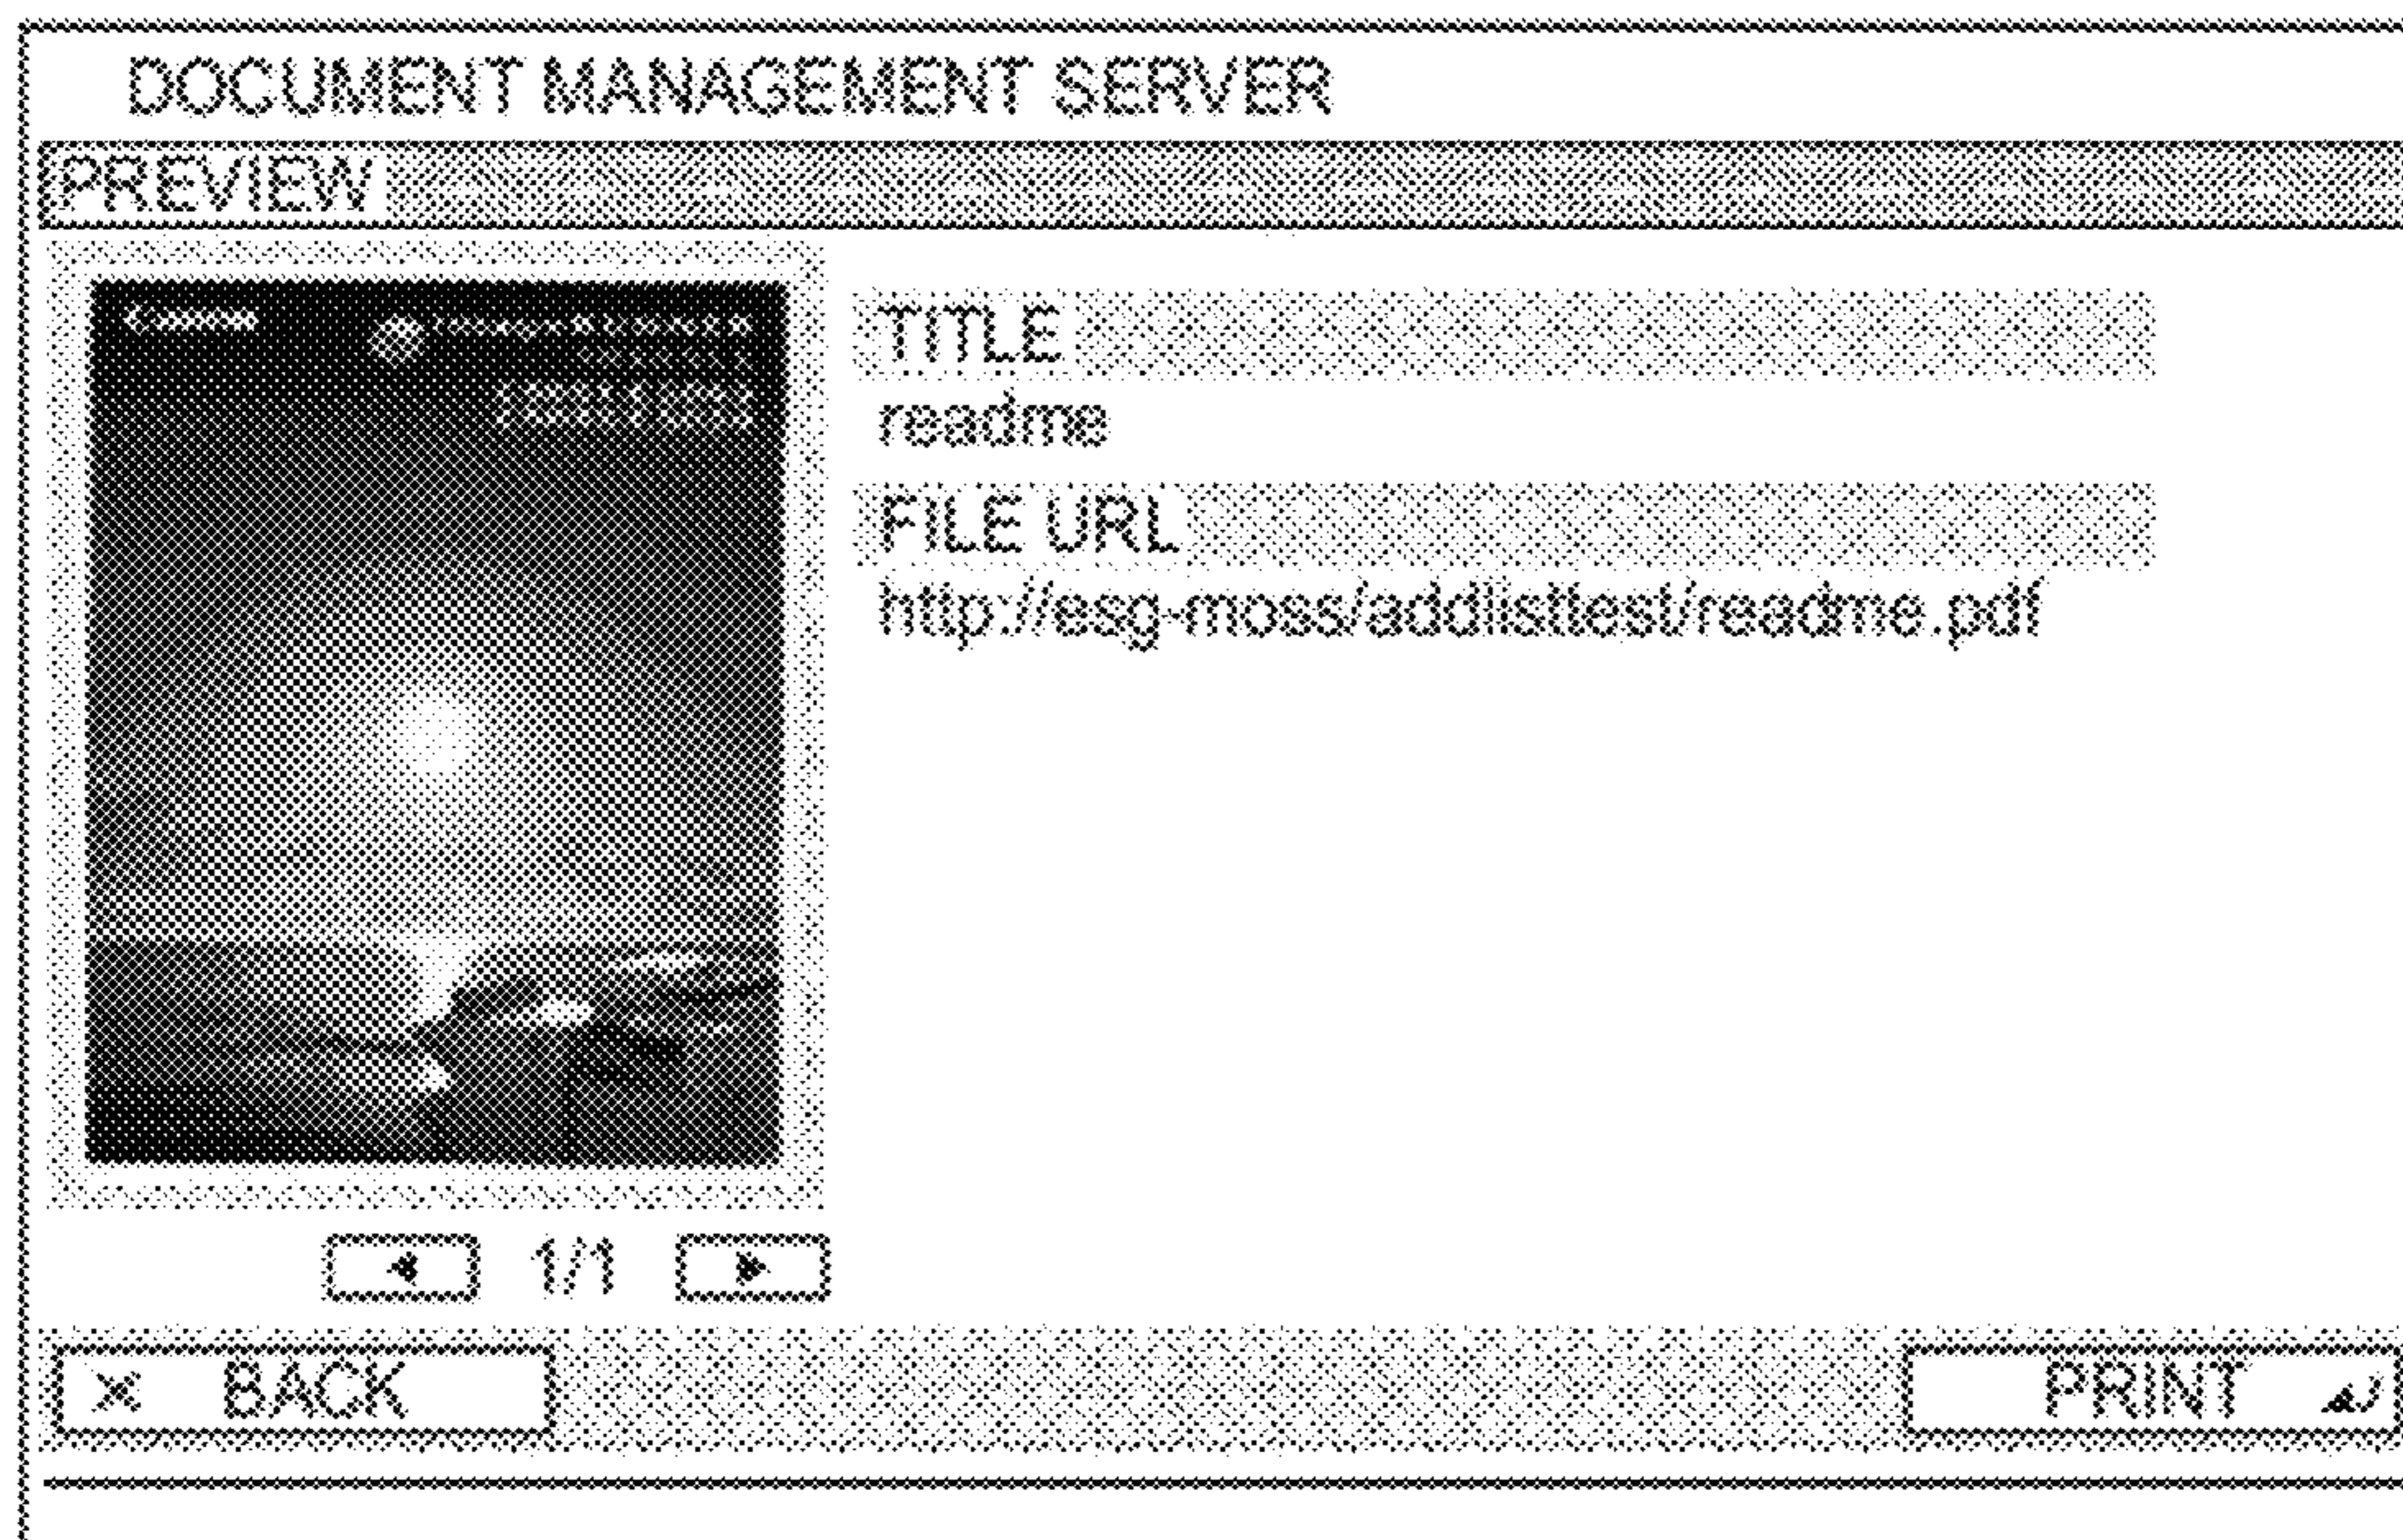 DOCUMENT MANAGEMENT SERVER
PREVIEW
TITLE
readme
FILE URL
http://esg-moss/addlisttest/readme.pdf
1/1
BACK
PRINT